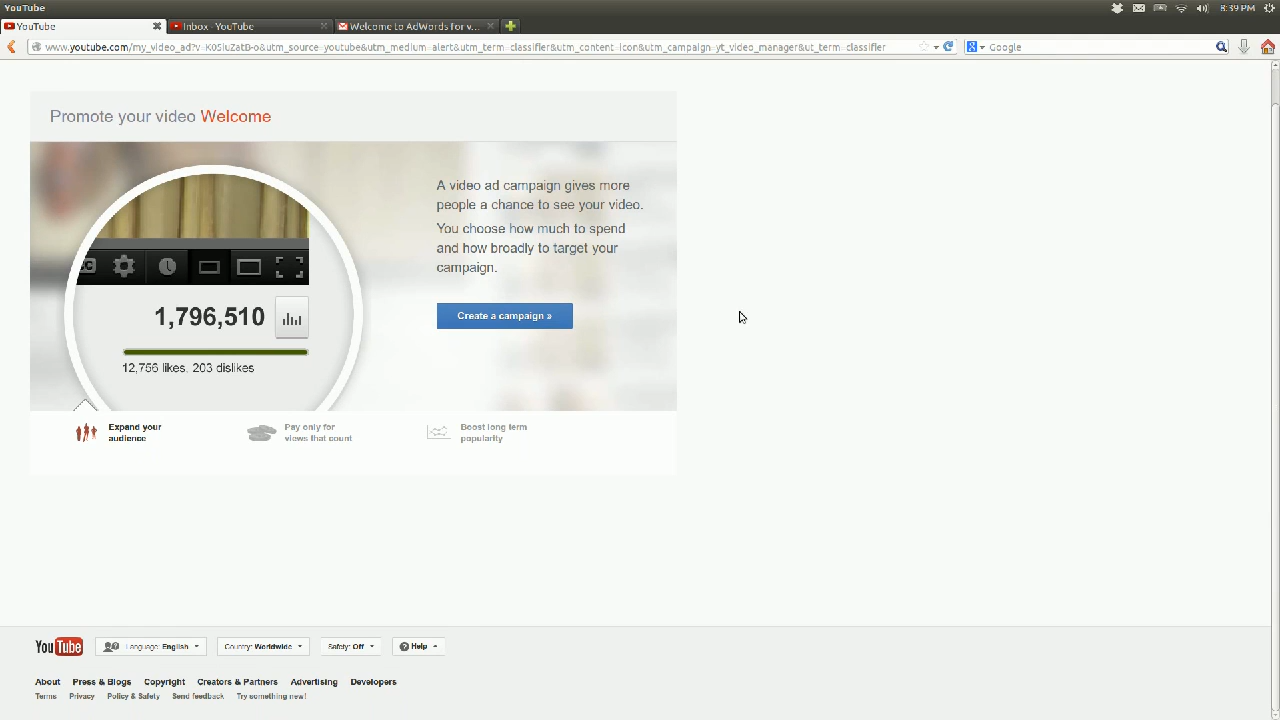 YouTube
8:39 PM
YouTube
Inbox - YouTube
Welcome to AdWords for v...
Google
Promote your video Welcome
A video ad campaign gives more
people a chance to see your video.
You choose how much to spend
and how broadly to target your
campaign.
1,796,510
Create a campaign »
12,756 likes, 203 dislikes
Expand your
audience
Pay only for
views that count
Boost long term
popularity
YouTube
Language: English
Country: Worldwide
Safety: Off
Help
About Press & Blogs Copyright Creators & Partners Advertising Developers
Terms Privacy Policy & Safety Send feedback Try something new!